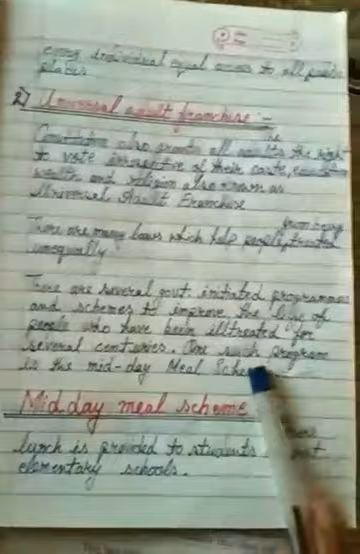 every individual equal access to all public
places
2) Universal adult franchise :-
the
Constitution also grants all adults the right
to vote irrespective of their caste, education
wealth and religion also known as
Universal Adult Franchise
from being
There are many laws which help people treated
unequally
There are several govt. initiated programmes
and schemes to improve the life of
people who have been illtreated for
several centuries. One such program
is the mid-day Meal Sche
Mid day meal scheme
lunch is provided to students
elementary schools.